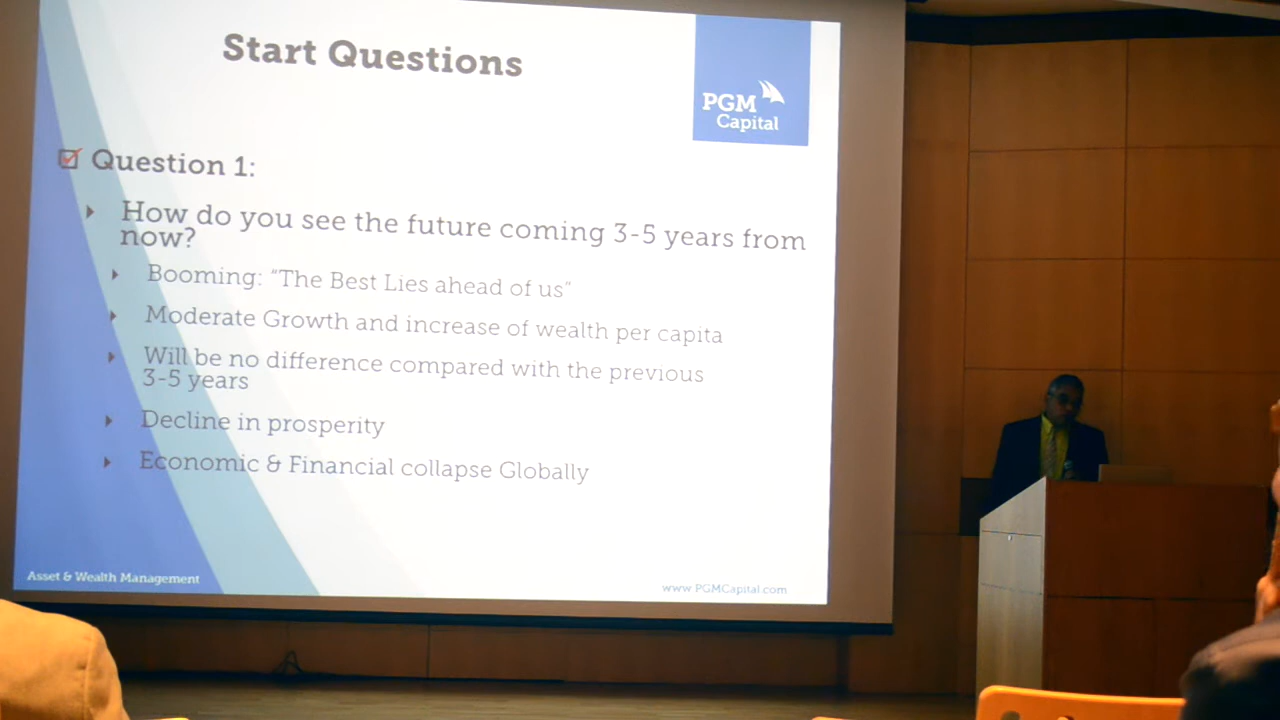 Start Questions
PGM
Capital
Question 1:
How do you see the future coming 3-5 years from
now?
Booming: “The Best Lies ahead of us”
Moderate Growth and increase of wealth per capita
Will be no difference compared with the previous
3-5 years
Decline in prosperity
Economic & Financial collapse Globally
Asset & Wealth Management
www.PGMCapital.com